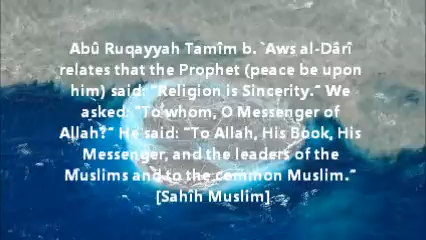 Abû Ruqayyah Tamîm b. `Aws al-Dârî
relates that the Prophet (peace be upon
him) said: "Religion is Sincerity." We
asked: "To whom, O Messenger of
Allah?" He said: "To Allah, His Book, His
Messenger, and the leaders of the
Muslims and to the common Muslim."
[Sahîh Muslim]